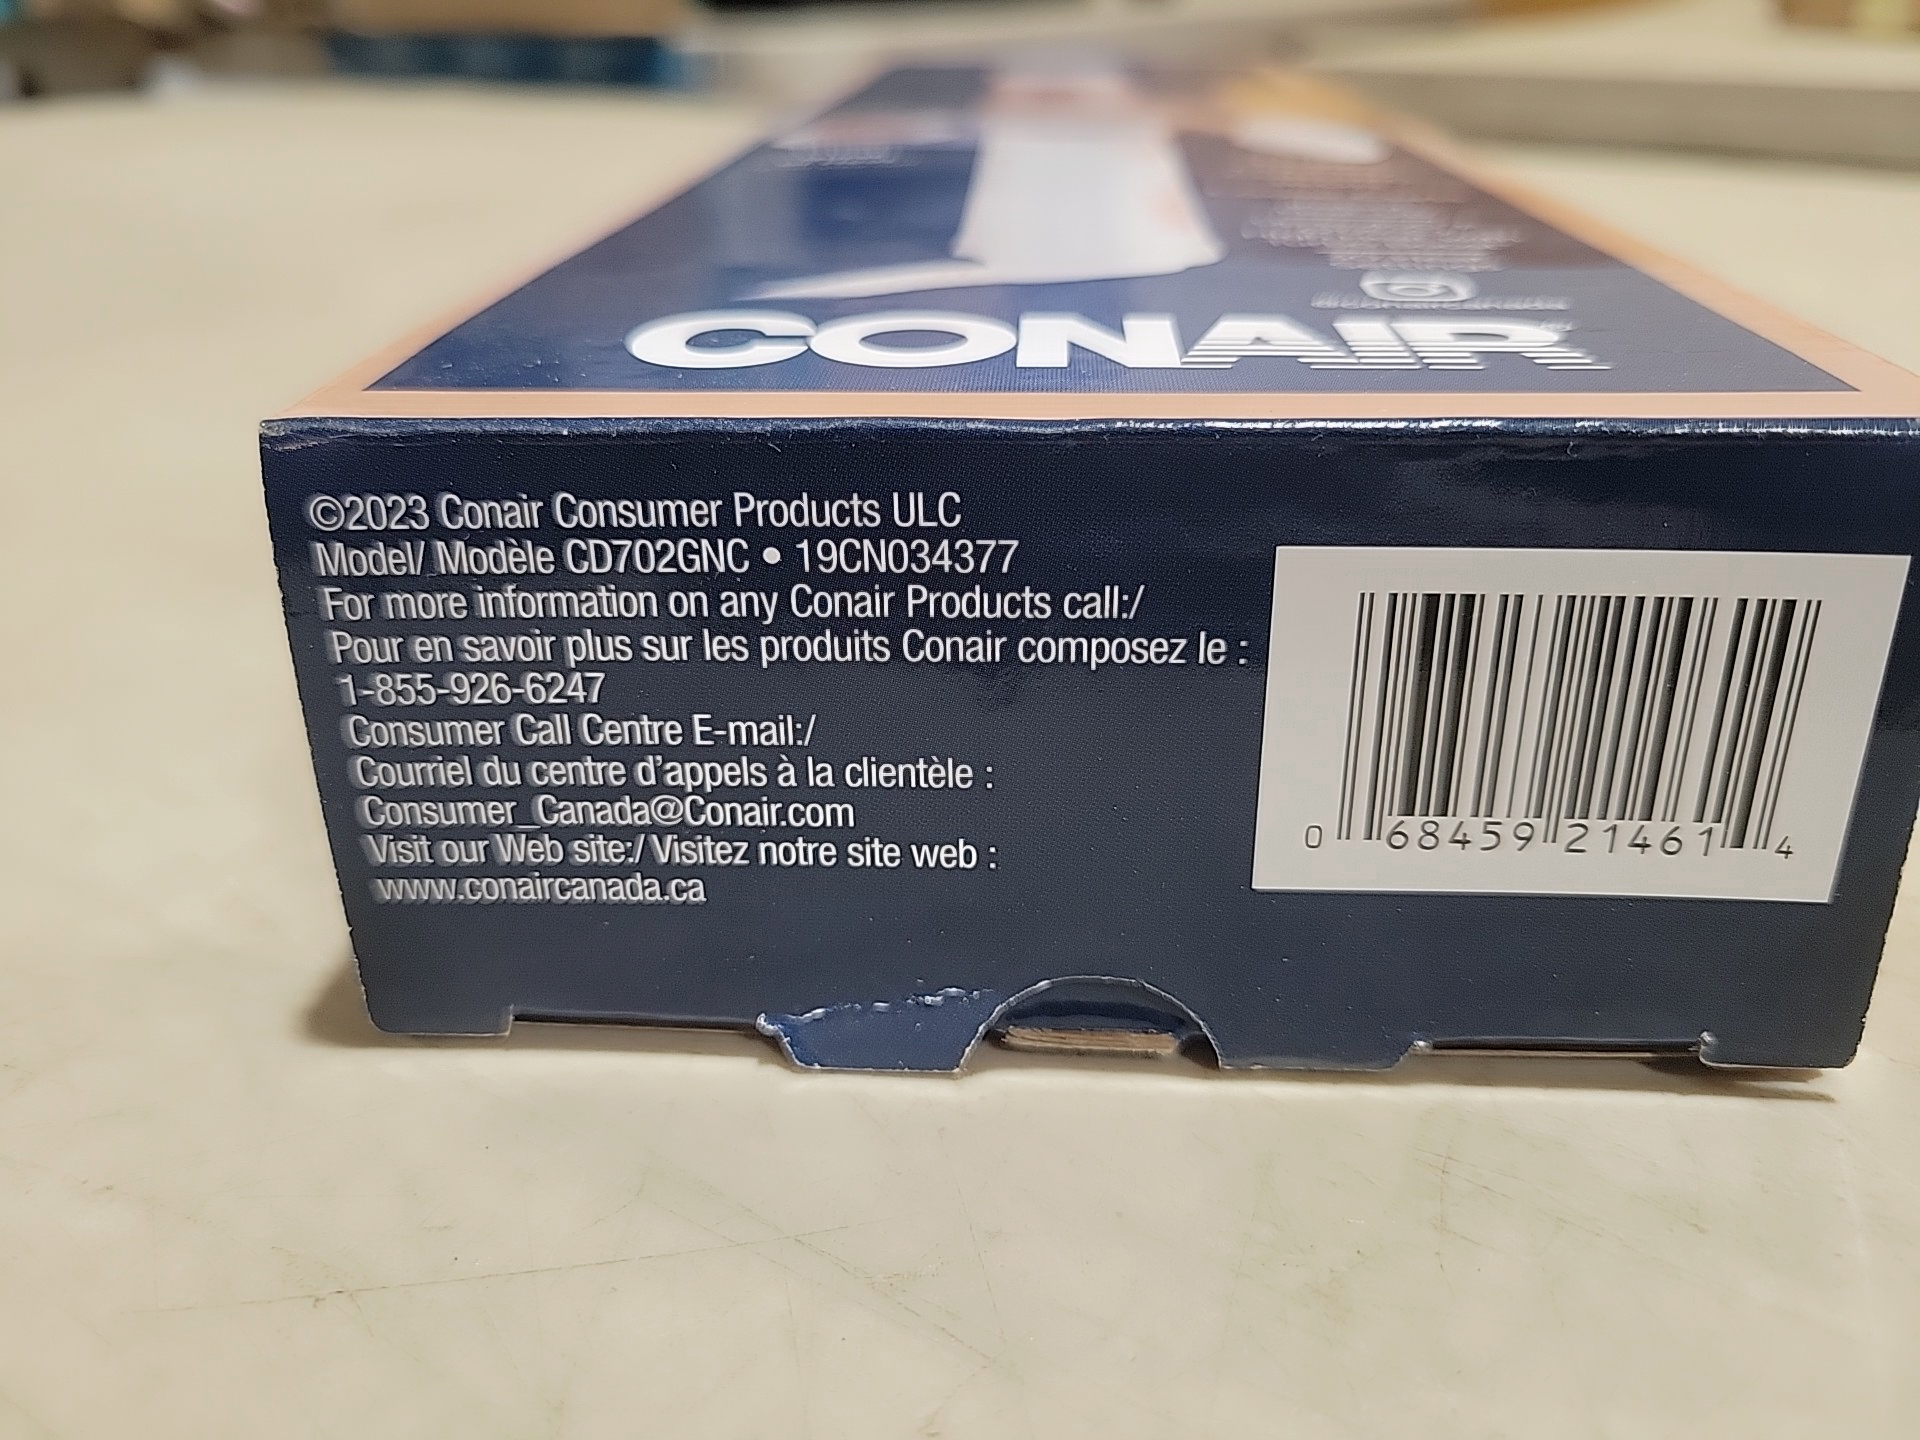 CONAIR
©2023 Conair Consumer Products ULC
Model/ Modèle CD702GNC • 19CN034377
For more information on any Conair Products call:/
Pour en savoir plus sur les produits Conair composez le :
1-855-926-6247
Consumer Call Centre E-mail:/
Courriel du centre d'appels à la clientèle :
Consumer_Canada@Conair.com
Visit our Web site:/ Visitez notre site web :
www.conaircanada.ca
0 68459 21461 4